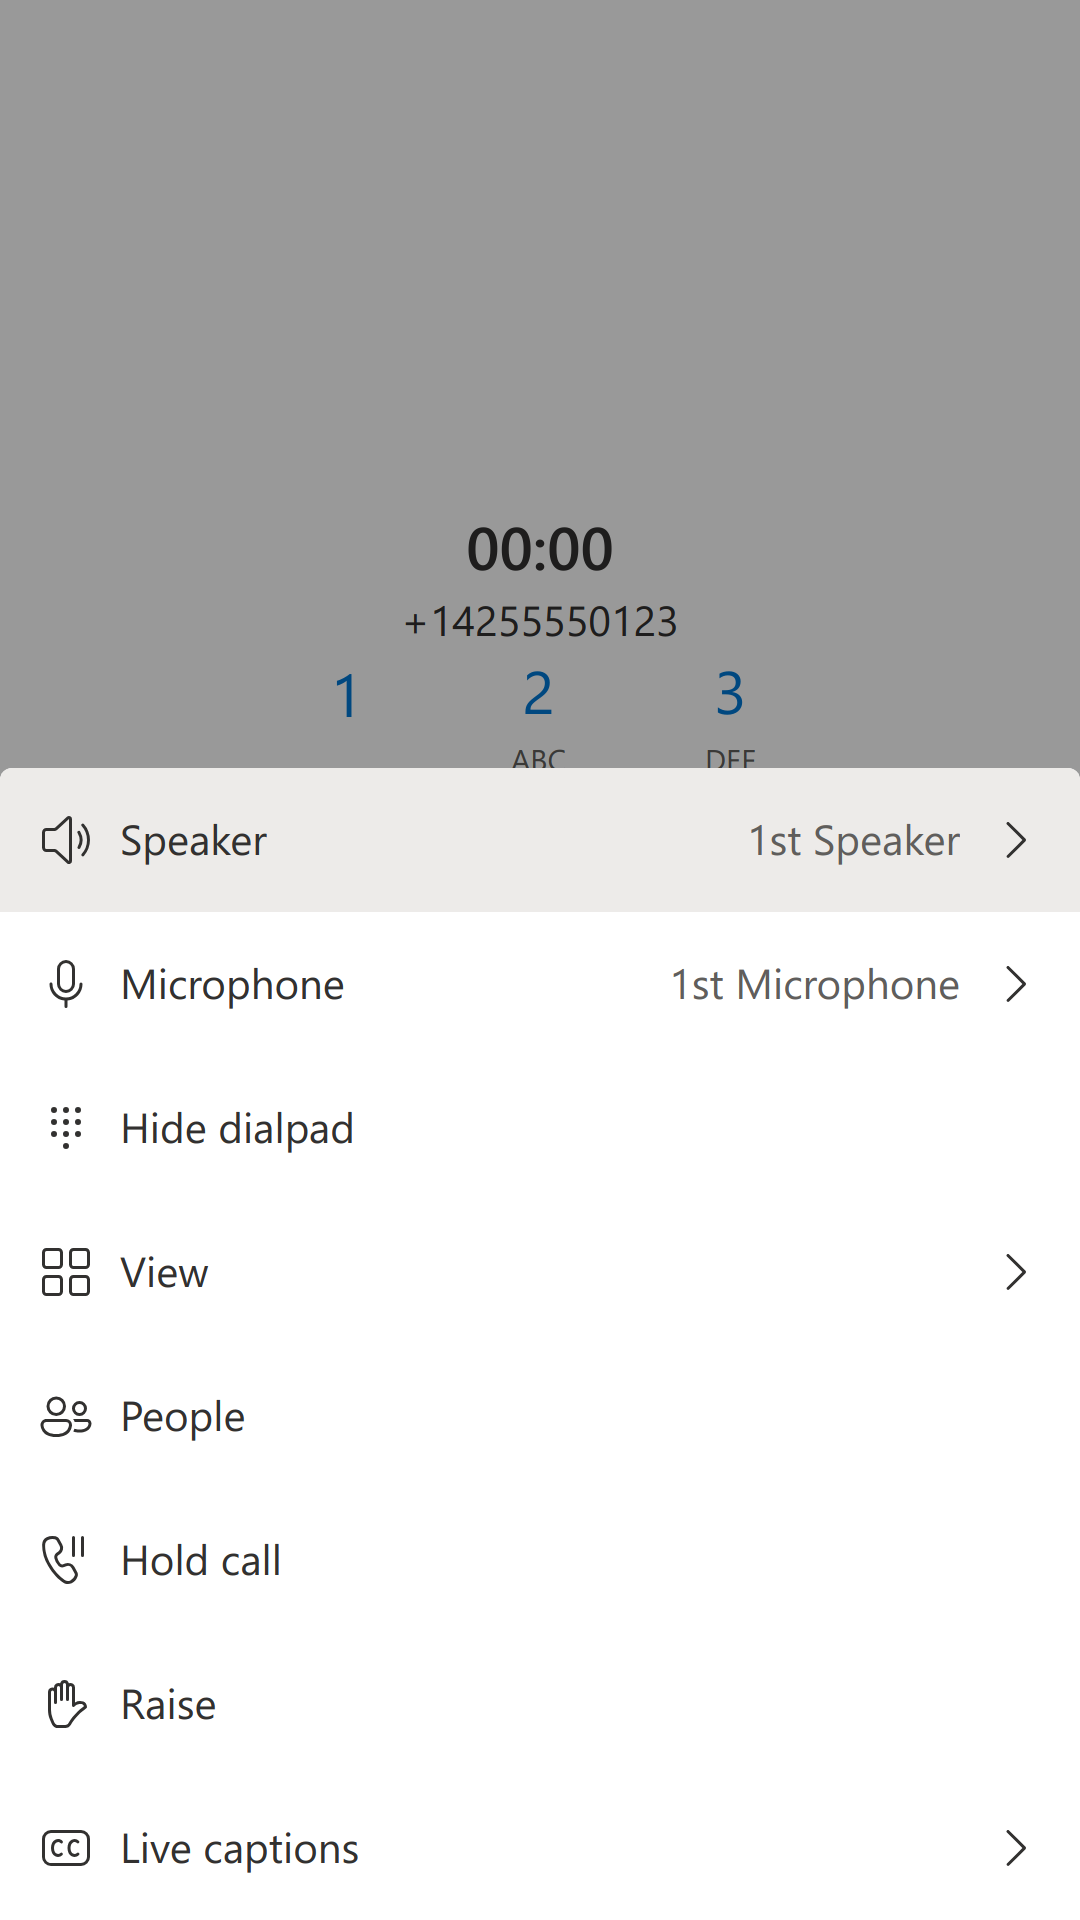 00:00
+14255550123
1 2 3
ABC DEF
Speaker 1st Speaker
Microphone 1st Microphone
Hide dialpad
View
People
Hold call
Raise
CC Live captions